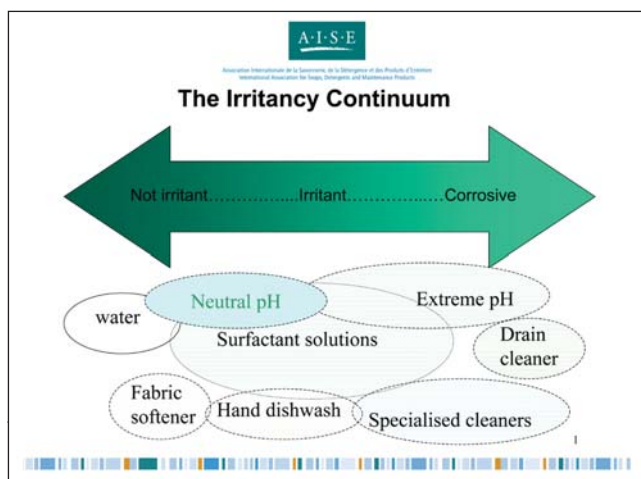 A·I·S·E
Association Internationale de la Savonnerie, de la Détergence et des Produits d'Entretien
International Association for Soaps, Detergents and Maintenance Products
The Irritancy Continuum
Not irritant……………...Irritant…………..…Corrosive
Neutral pH
Extreme pH
water
Surfactant solutions
Drain
cleaner
Fabric
softener
Hand dishwash
Specialised cleaners
1